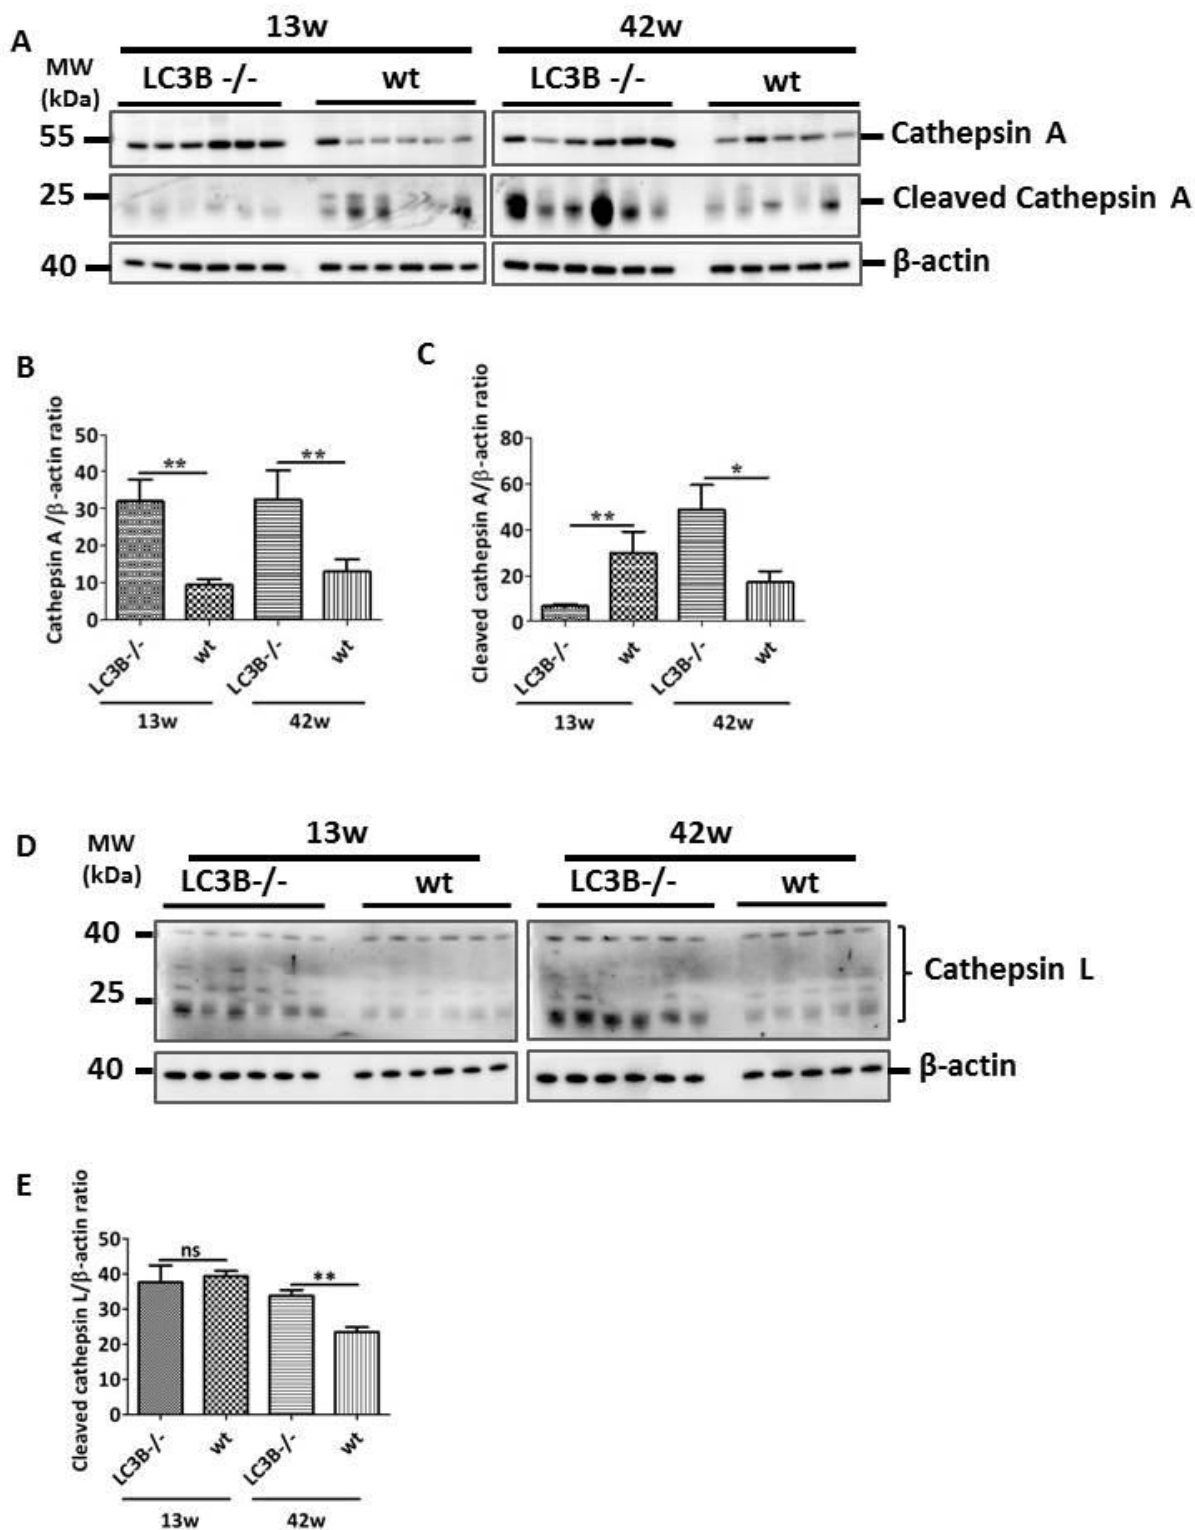 A
13w
42w
MW
(kDa)
LC3B -/-
wt
LC3B -/-
wt
55
Cathepsin A
25
Cleaved Cathepsin A
40
β-actin
B
Cathepsin A /β-actin ratio
50
40
30
20
10
0
**
**
LC3B-/-
wt
LC3B-/-
wt
13w
42w
C
Cleaved cathepsin A/β-actin ratio
80
60
40
20
0
**
*
LC3B-/-
wt
LC3B-/-
wt
13w
42w
D
MW
(kDa)
13w
42w
LC3B-/-
wt
LC3B-/-
wt
40
25
Cathepsin L
40
β-actin
E
Cleaved cathepsin L/β-actin ratio
50
40
30
20
10
0
ns
**
LC3B-/-
wt
LC3B-/-
wt
13w
42w